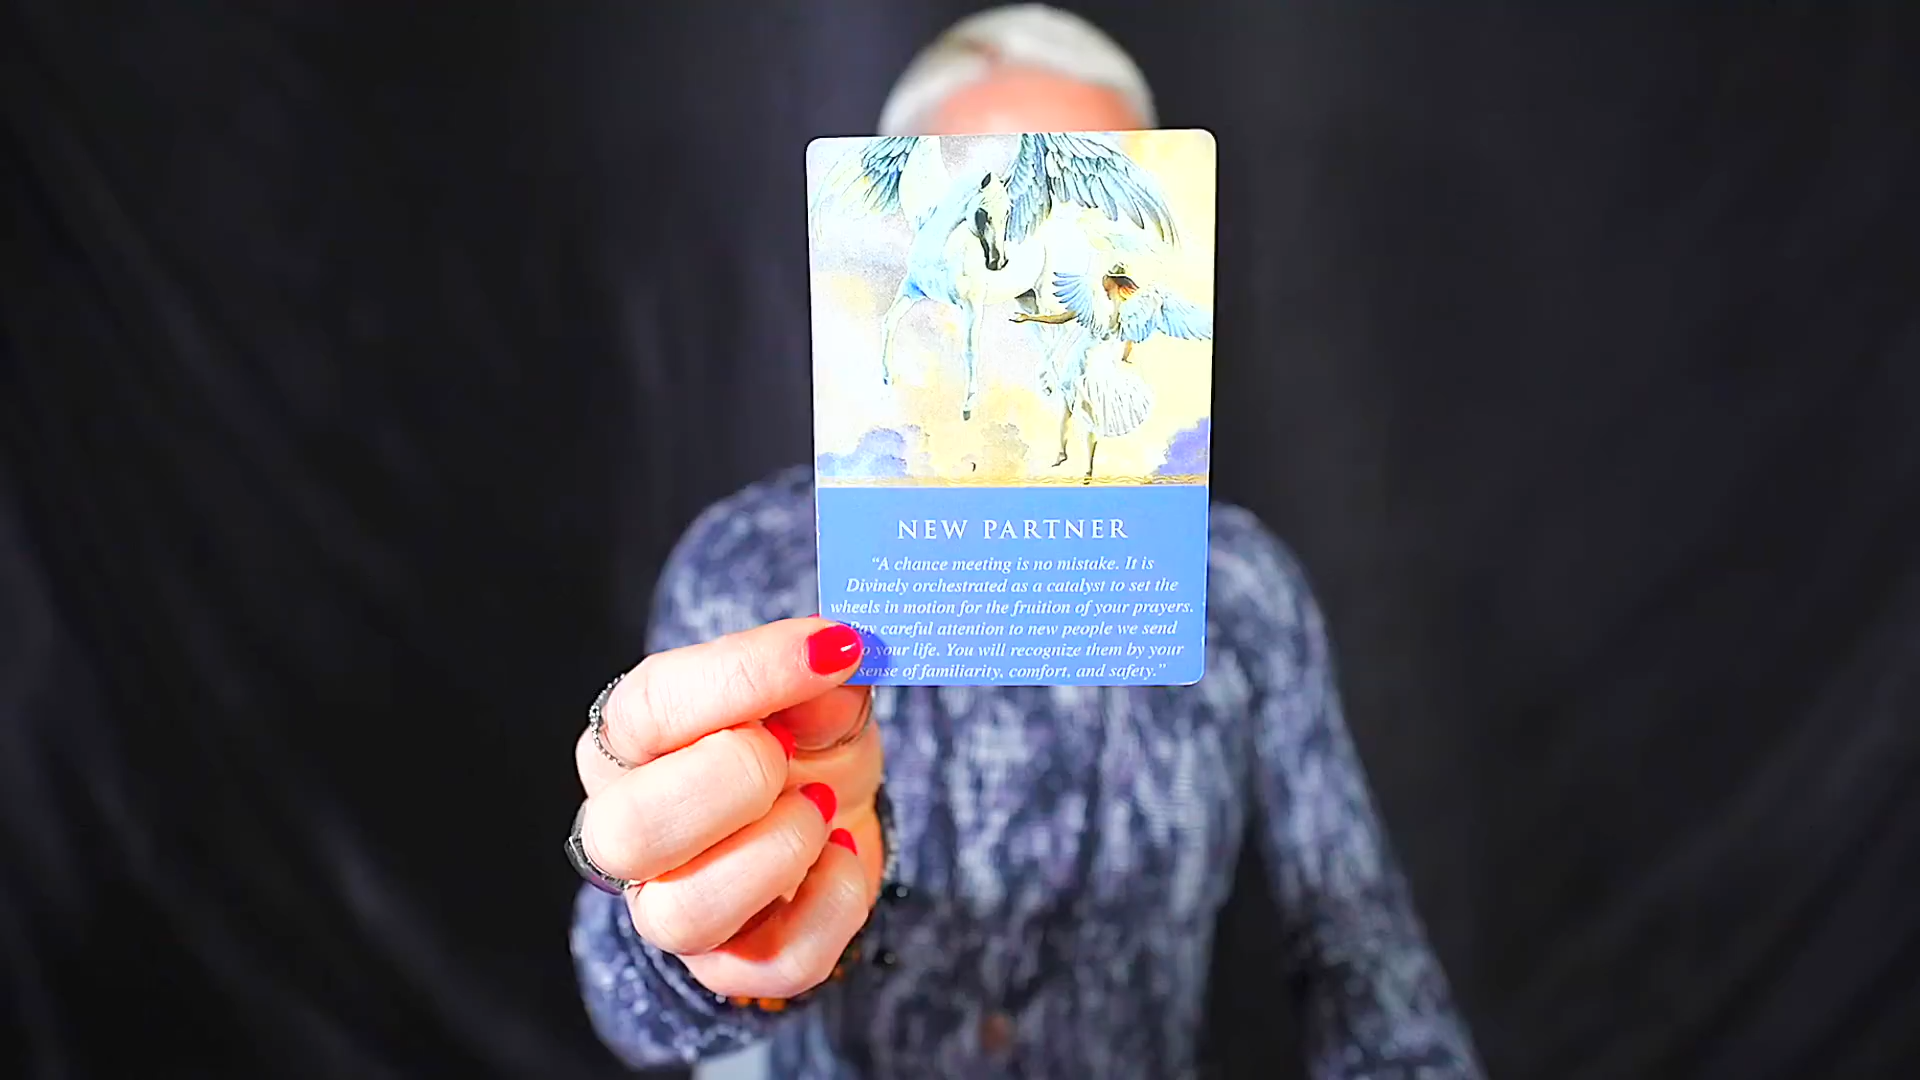 NEW PARTNER
“A chance meeting is no mistake. It is
Divinely orchestrated as a catalyst to set the
wheels in motion for the fruition of your prayers.
Pay careful attention to new people we send
your life. You will recognize them by your
sense of familiarity, comfort, and safety.”